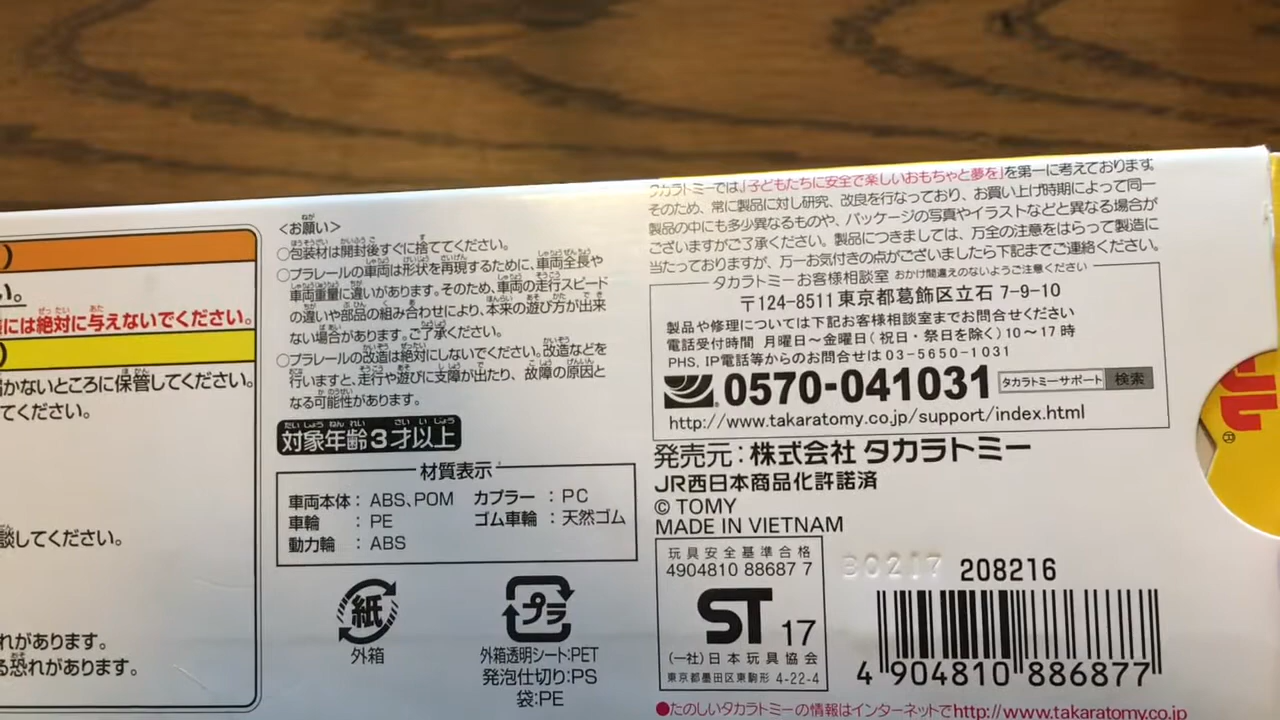 )
い。
には絶対に与えないでください。
)
届かないところに保管してください。
てください。
談してください。
れがあります。
る恐れがあります。
<お願い>
○包装材は開封後すぐに捨ててください。
○プラレールの車両は形状を再現するために、車両全長や
車両重量に違いがあります。そのため、車両の走行スピード
の違いや部品の組み合わせにより、本来の遊び方が出来
ない場合があります。ご了承ください。
○プラレールの改造は絶対にしないでください。改造などを
行いますと、走行や遊びに支障が出たり、故障の原因と
なる可能性があります。
対象年齢3才以上
材質表示
車両本体: ABS、POM カプラー : PC
車輪 : PE ゴム車輪 : 天然ゴム
動力輪 : ABS
紙
外箱
プラ
外箱透明シート:PET
発泡仕切り:PS
袋:PE
タカラトミーでは、「子どもたちに安全で楽しいおもちゃと夢を」を第一に考えております。
そのため、常に製品に対し研究、改良を行なっており、お買い上げ時期によって同一
製品の中にも多少異なるものや、パッケージの写真やイラストなどと異なる場合が
ございますがご了承ください。製品につきましては、万全の注意をはらって製造に
当たっておりますが、万一お気付きの点がございましたら下記までご連絡ください。
タカラトミーお客様相談室 おかけ間違えのないようご注意ください
〒124-8511 東京都葛飾区立石 7-9-10
製品や修理については下記お客様相談室までお問合せください
電話受付時間 月曜日〜金曜日(祝日・祭日を除く)10〜17時
PHS, IP電話等からのお問合せは 03-5650-1031
0570-041031 タカラトミーサポート 検索
http://www.takaratomy.co.jp/support/index.html
発売元:株式会社 タカラトミー
JR西日本商品化許諾済
© TOMY
MADE IN VIETNAM
玩具安全基準合格
4904810 88687 7
ST 17
(一社)日本玩具協会
東京都墨田区東駒形 4-22-4
208216
4 904810 886877
●たのしいタカラトミーの情報はインターネットでhttp://www.takaratomy.co.jp
ル®